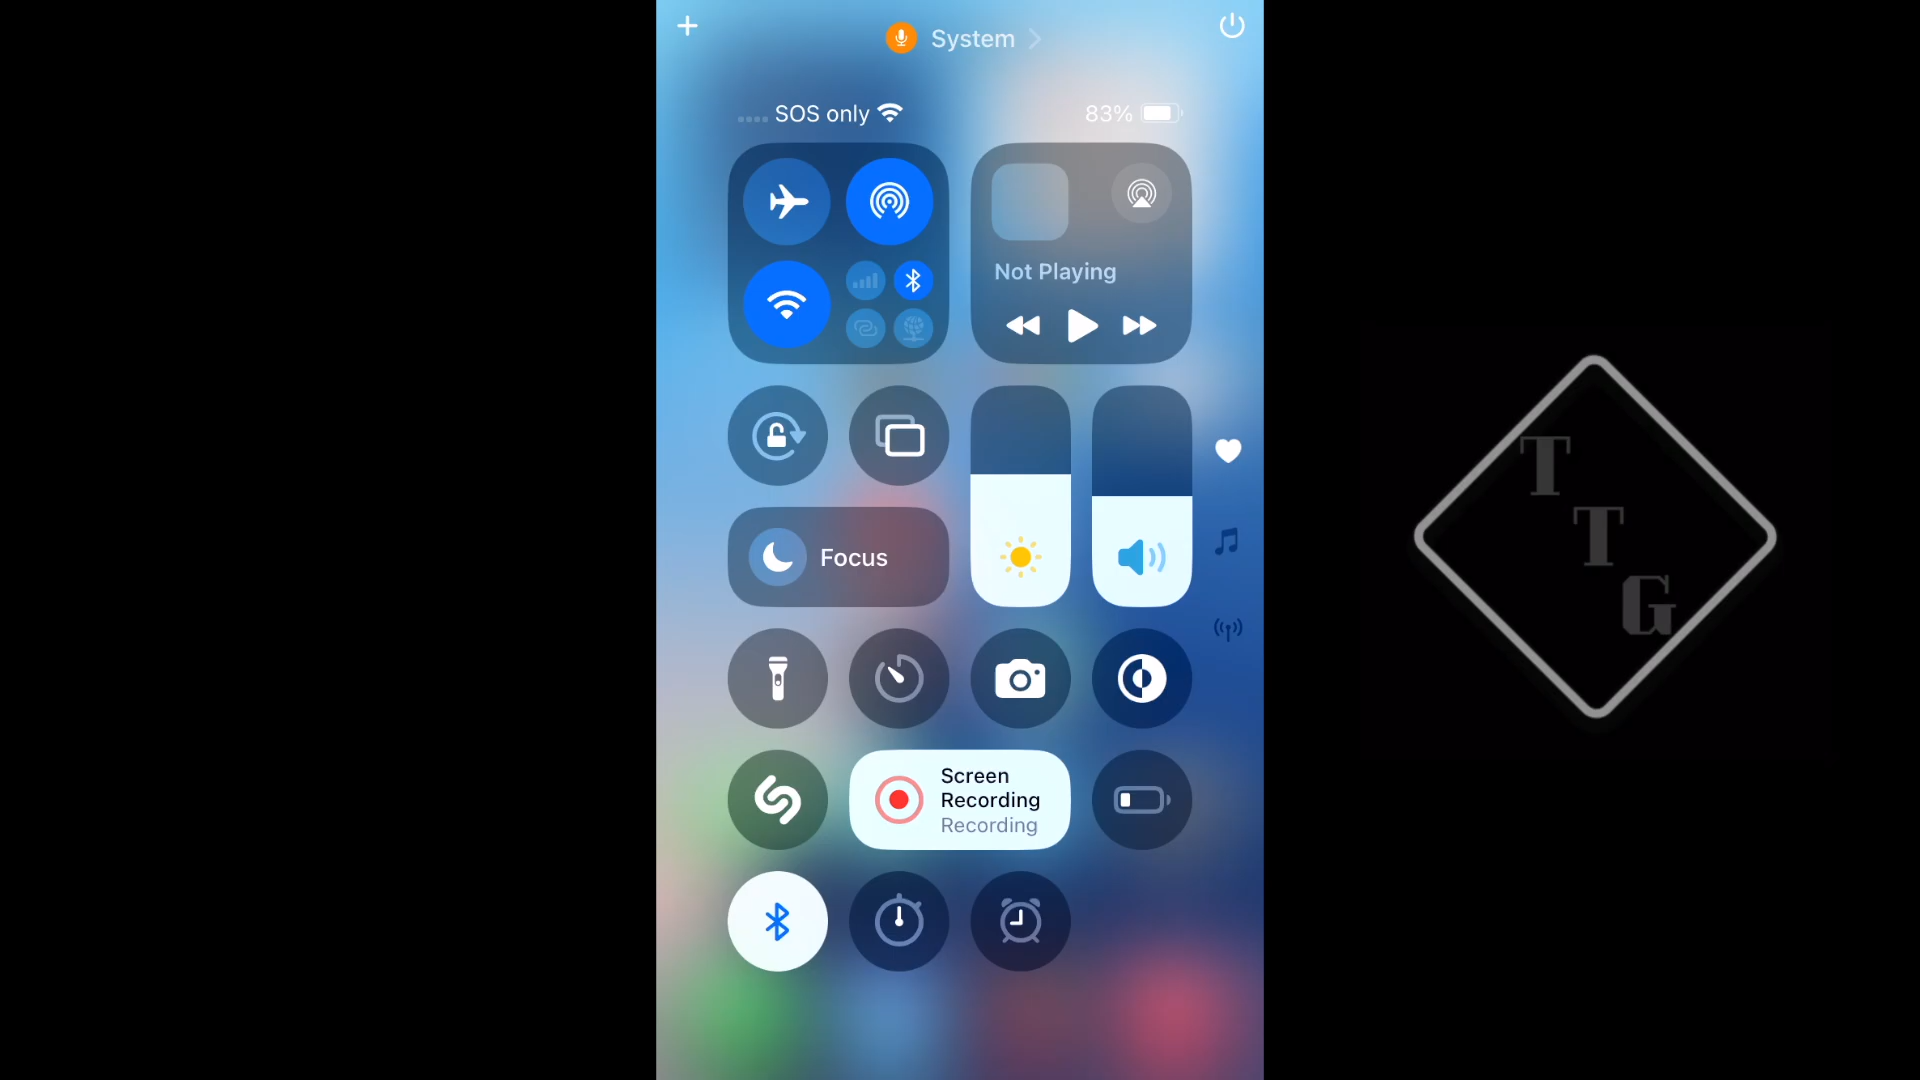 System
SOS only
83%
Not Playing
Focus
Screen
Recording
Recording
T
T
G